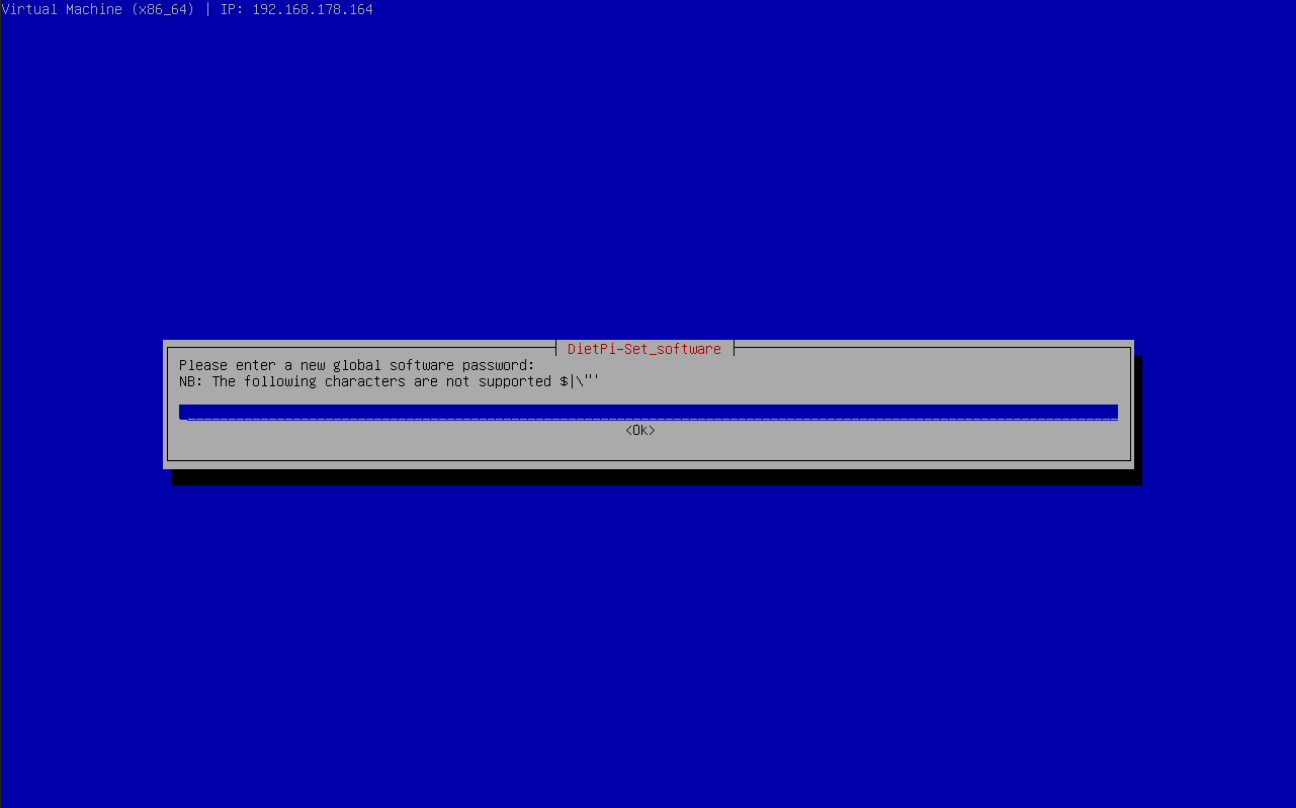 Virtual Machine (x86_64) | IP: 192.168.178.164
DietPi-Set_software
Please enter a new global software password:
NB: The following characters are not supported $|\"'
<Ok>